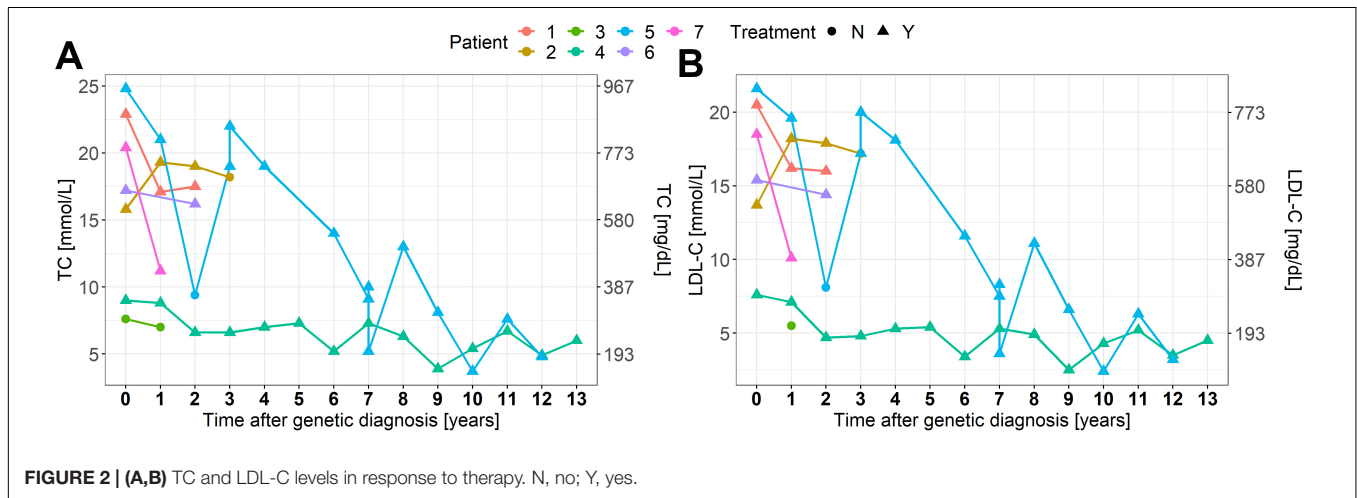 Patient 1 3 5 7 Treatment N Y
2 4 6
A
B
25
20
15
10
5
TC [mmol/L]
967
773
580
387
193
TC [mg/dL]
0 1 2 3 4 5 6 7 8 9 10 11 12 13
Time after genetic diagnosis [years]
20
15
10
5
LDL-C [mmol/L]
773
580
387
193
LDL-C [mg/dL]
0 1 2 3 4 5 6 7 8 9 10 11 12 13
Time after genetic diagnosis [years]
FIGURE 2 | (A,B) TC and LDL-C levels in response to therapy. N, no; Y, yes.